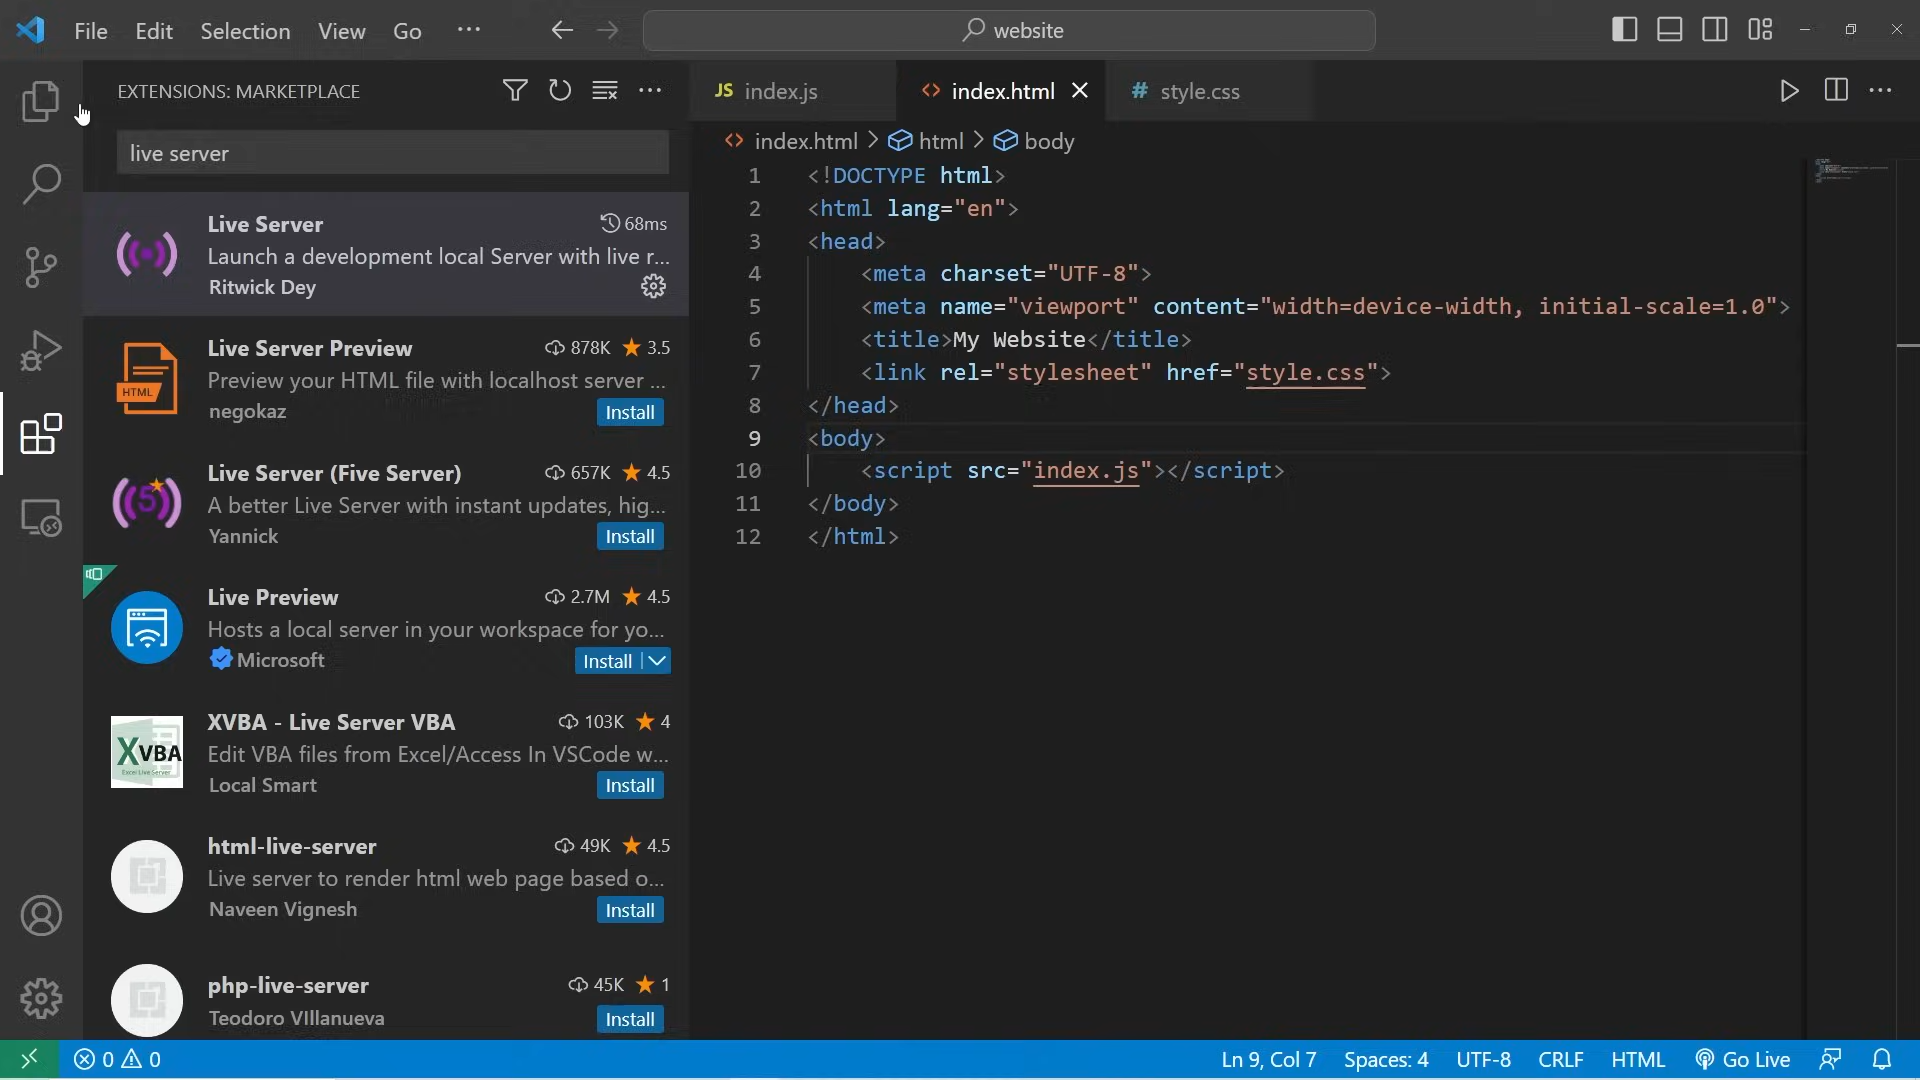 File Edit Selection View Go ···
website
EXTENSIONS: MARKETPLACE
live server
Live Server 68ms
Launch a development local Server with live r...
Ritwick Dey
Live Server Preview 878K ★ 3.5
Preview your HTML file with localhost server ...
negokaz Install
HTML
Live Server (Five Server) 657K ★ 4.5
A better Live Server with instant updates, hig...
Yannick Install
5
Live Preview 2.7M ★ 4.5
Hosts a local server in your workspace for yo...
Microsoft Install
XVBA - Live Server VBA 103K ★ 4
Edit VBA files from Excel/Access In VSCode w...
Local Smart Install
XVBA
Excel Live Server
html-live-server 49K ★ 4.5
Live server to render html web page based o...
Naveen Vignesh Install
php-live-server 45K ★ 1
Teodoro VIllanueva Install
JS index.js <> index.html # style.css
<> index.html > html > body
1 <!DOCTYPE html>
2 <html lang="en">
3 <head>
4 <meta charset="UTF-8">
5 <meta name="viewport" content="width=device-width, initial-scale=1.0">
6 <title>My Website</title>
7 <link rel="stylesheet" href="style.css">
8 </head>
9 <body>
10 <script src="index.js"></script>
11 </body>
12 </html>
0 0 Ln 9, Col 7 Spaces: 4 UTF-8 CRLF HTML Go Live